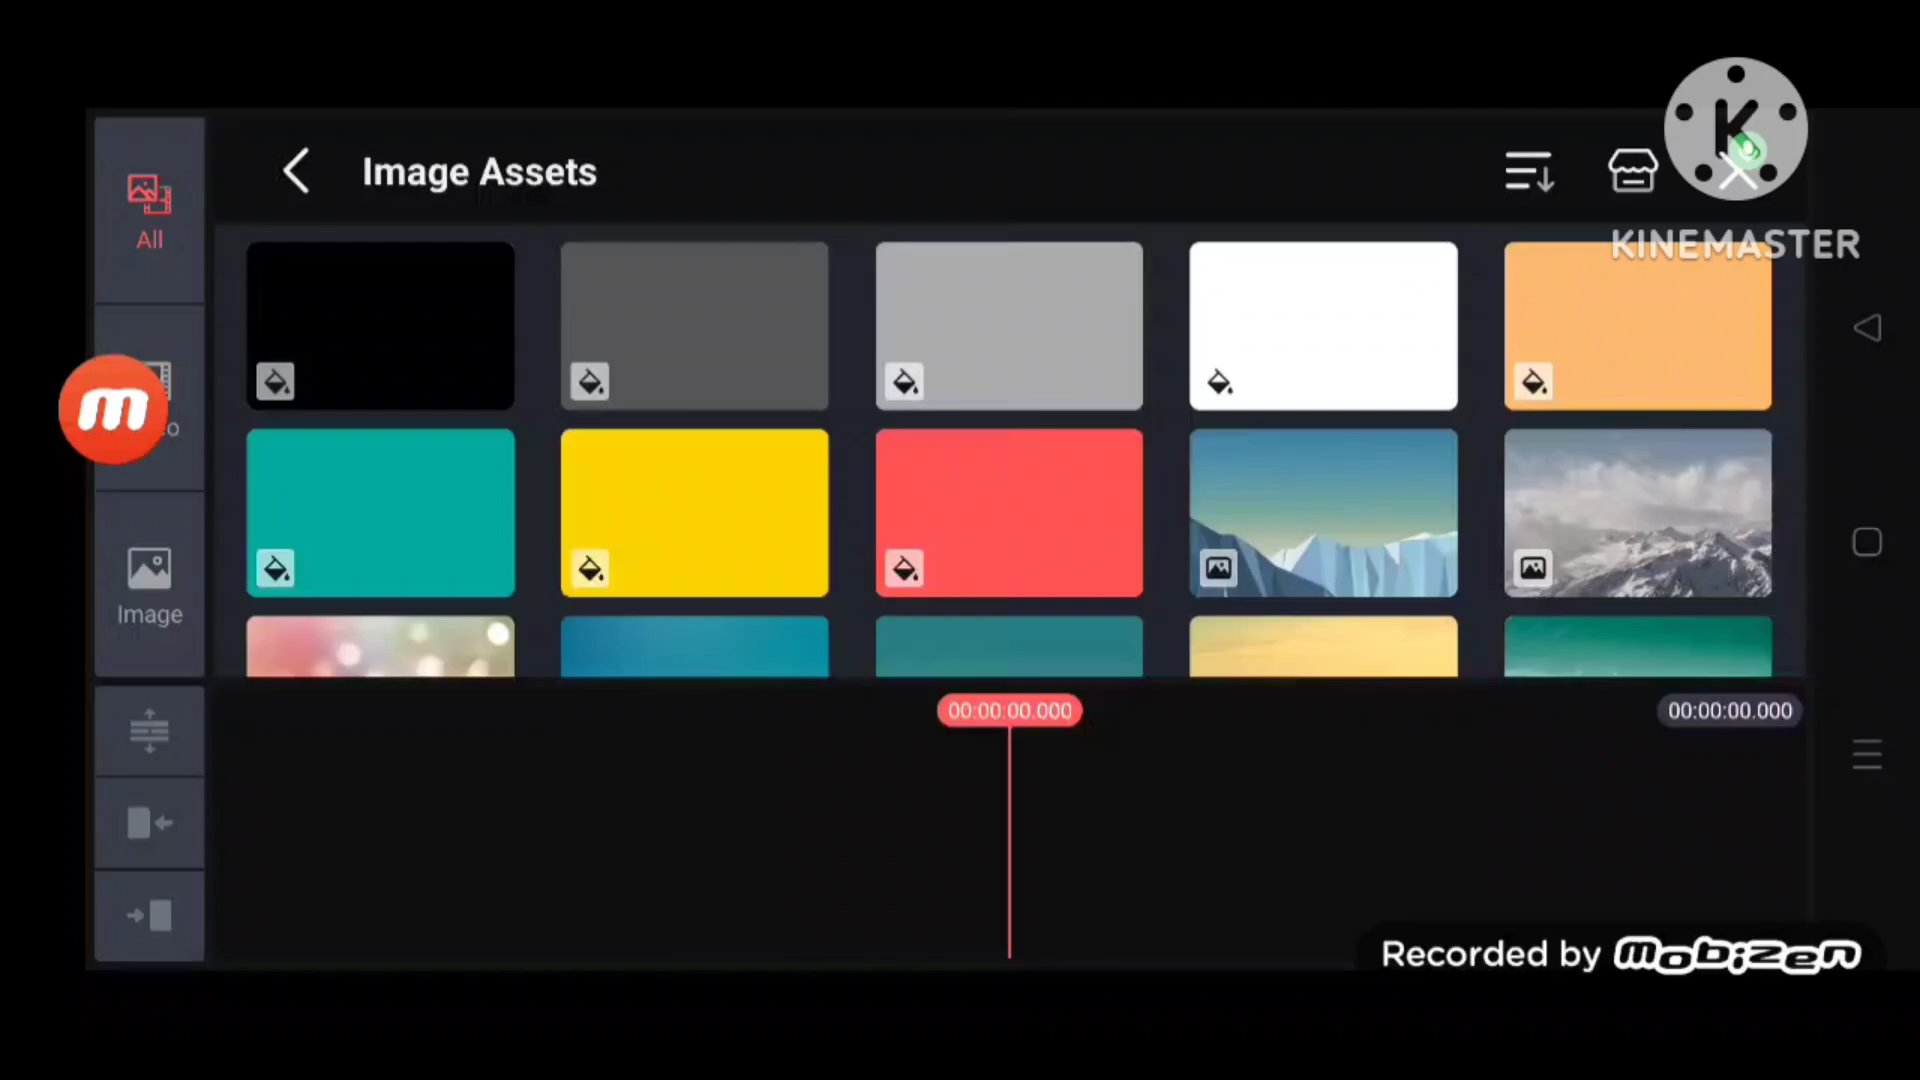 Image Assets
K
KINEMASTER
All
m
o
Image
00:00:00.000
00:00:00.000
Recorded by mobizen